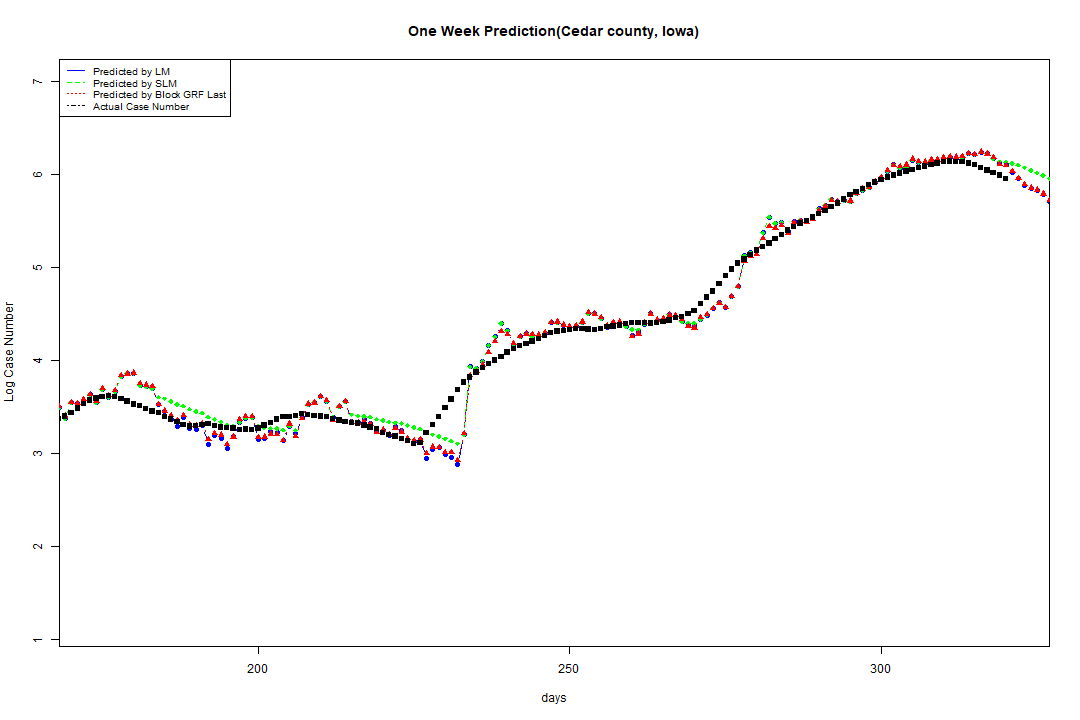 One Week Prediction(Cedar county, Iowa)
Predicted by LM
Predicted by SLM
Predicted by Block GRF Last
Actual Case Number
7
6
5
4
3
2
1
Log Case Number
200 250 300
days